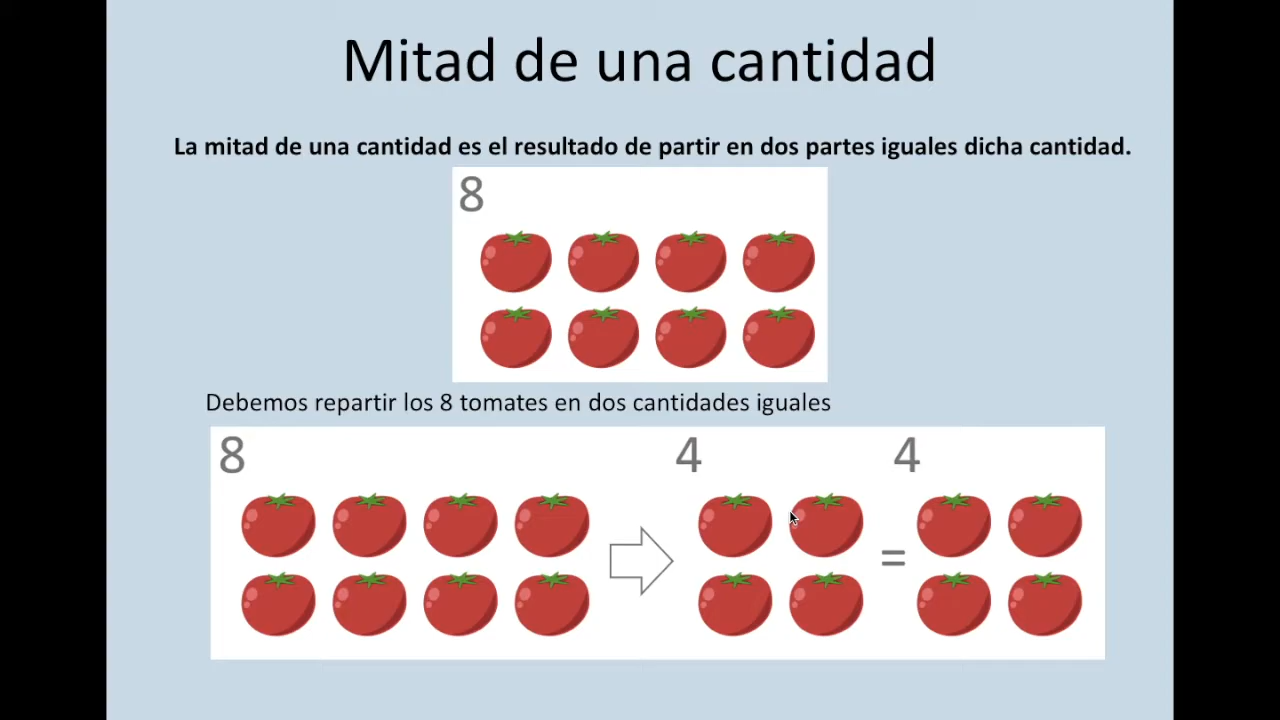 Mitad de una cantidad
La mitad de una cantidad es el resultado de partir en dos partes iguales dicha cantidad.
8
Debemos repartir los 8 tomates en dos cantidades iguales
8 4 4
=